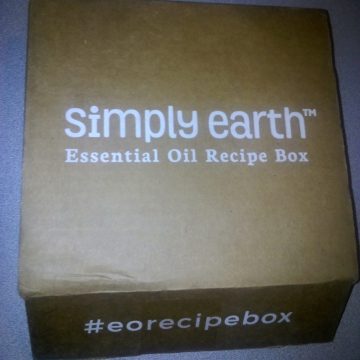 simply earth™
Essential Oil Recipe Box
#eorecipebox